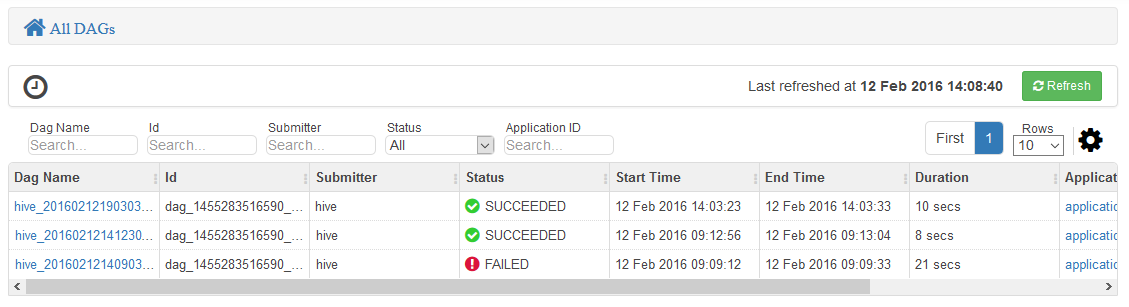 All DAGs
Last refreshed at 12 Feb 2016 14:08:40 Refresh
Dag Name Id Submitter Status Application ID First 1 Rows
Search... Search... Search... All Search... 10
Dag Name Id Submitter Status Start Time End Time Duration Applicat
hive_20160212190303... dag_1455283516590_... hive SUCCEEDED 12 Feb 2016 14:03:23 12 Feb 2016 14:03:33 10 secs applicatio
hive_20160212141230... dag_1455283516590_... hive SUCCEEDED 12 Feb 2016 09:12:56 12 Feb 2016 09:13:04 8 secs applicatio
hive_20160212140903... dag_1455283516590_... hive FAILED 12 Feb 2016 09:09:12 12 Feb 2016 09:09:33 21 secs applicatio